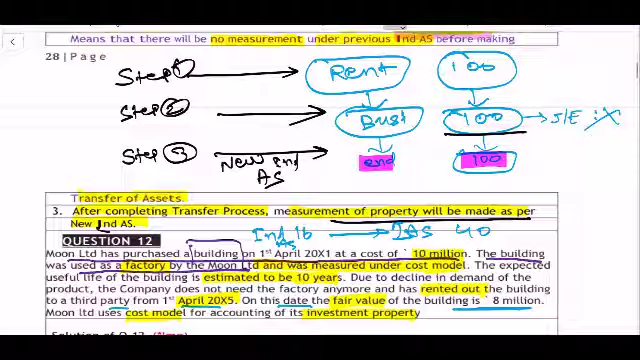 Means that there will be no measurement under previous Ind AS before making
28 | Page
Step 1 Rent 100
Step 2 Bust 100 J/E :X
Step 3 New Ind AS end 100
Transfer of Assets.
3. After completing Transfer Process, measurement of property will be made as per
New Ind AS.
Ind AS 16 IAS 40
QUESTION 12
Moon Ltd has purchased a building on 1st April 20X1 at a cost of ` 10 million. The building
was used as a factory by the Moon Ltd and was measured under cost model. The expected
useful life of the building is estimated to be 10 years. Due to decline in demand of the
product, the Company does not need the factory anymore and has rented out the building
to a third party from 1st April 20X5. On this date the fair value of the building is ` 8 million.
Moon ltd uses cost model for accounting of its investment property